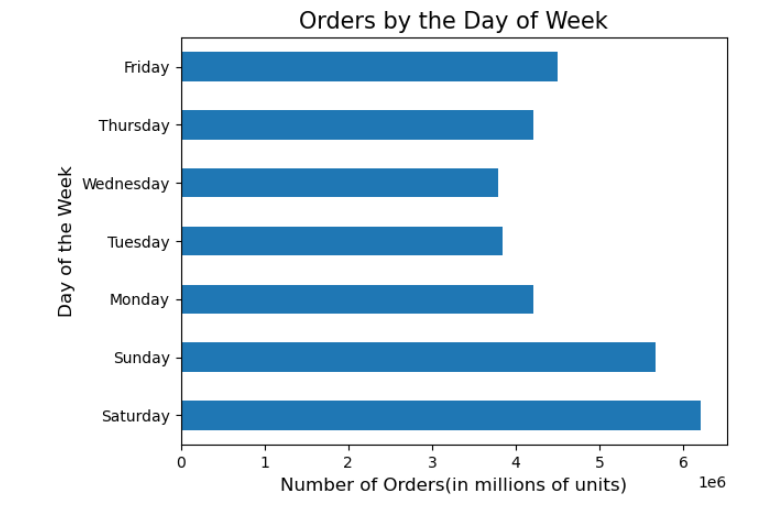 Orders by the Day of Week
Friday
Thursday
Wednesday
Tuesday
Monday
Sunday
Saturday
Day of the Week
0 1 2 3 4 5 6
1e6
Number of Orders(in millions of units)